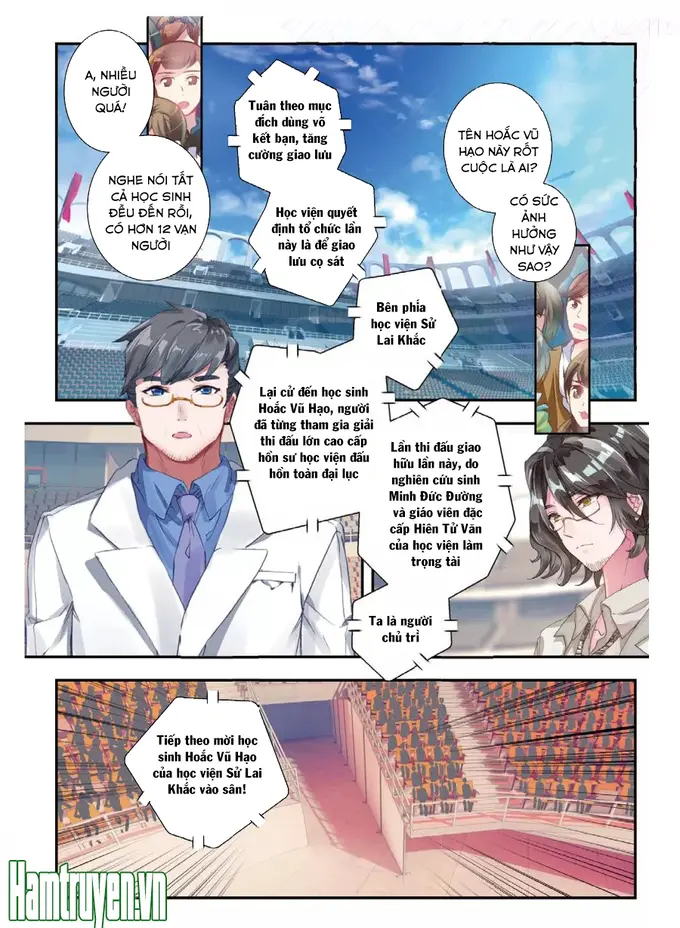 A, NHIỀU
NGƯỜI
QUÁ!
NGHE NÓI TẤT
CẢ HỌC SINH
ĐỀU ĐẾN RỒI,
CÓ HƠN 12 VẠN
NGƯỜI
Tuân theo mục
đích dùng võ
kết bạn, tăng
cường giao lưu
Học viện quyết
định tổ chức lần
này là để giao
lưu cọ sát
TÊN HOẮC VŨ
HẠO NÀY RỐT
CUỘC LÀ AI?
CÓ SỨC
ẢNH
HƯỞNG
NHƯ VẬY
SAO?
Bên phía
học viện Sử
Lai Khắc
Lại cử đến học sinh
Hoắc Vũ Hạo, người
đã từng tham gia giải
thi đấu lớn cao cấp
hồn sư học viện đấu
hồn toàn đại lục
Lần thi đấu giao
hữu lần này, do
nghiên cứu sinh
Minh Đức Đường
và giáo viên đặc
cấp Hiên Tử Văn
của học viện làm
trọng tài
Ta là người
chủ trì
Tiếp theo mời học
sinh Hoắc Vũ Hạo
của học viện Sử Lai
Khắc vào sân!
Hamtruyen.vn